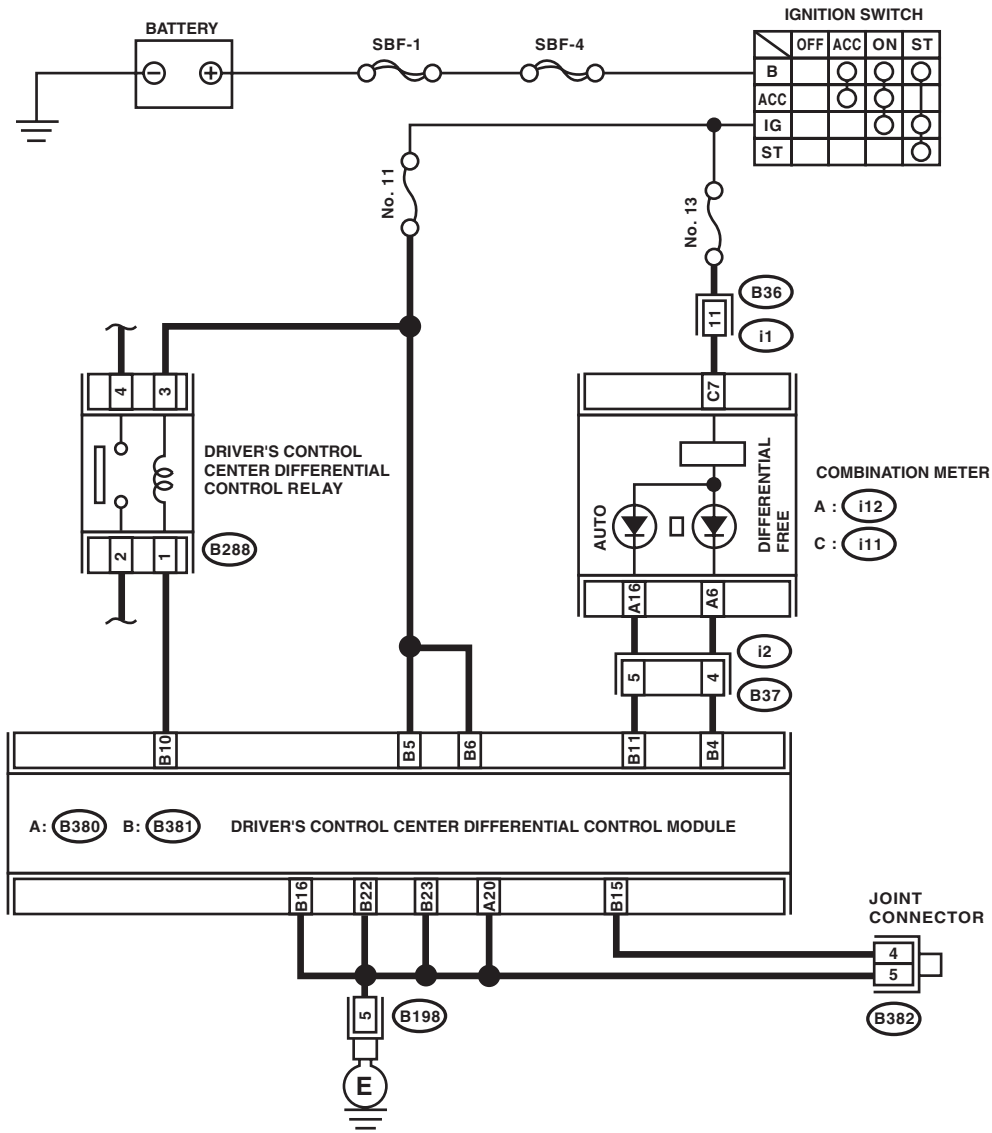 IGNITION SWITCH
BATTERY
SBF-1
SBF-4
OFF ACC ON ST
B
ACC
IG
ST
No. 11
No. 13
B36
11
i1
4
3
C7
DRIVER'S CONTROL
CENTER DIFFERENTIAL
CONTROL RELAY
AUTO
DIFFERENTIAL
FREE
COMBINATION METER
A : i12
C : i11
2
1
B288
A16
A6
i2
5
4
B37
B10
B5
B6
B11
B4
A: B380 B: B381 DRIVER'S CONTROL CENTER DIFFERENTIAL CONTROL MODULE
B16
B22
B23
A20
B15
JOINT
CONNECTOR
4
5
5
B198
B382
E